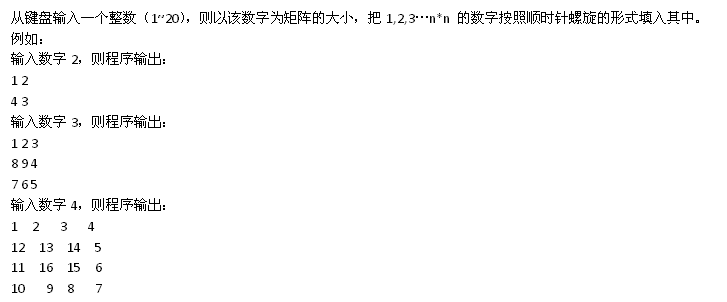 从键盘输入一个整数（1~20），则以该数字为矩阵的大小，把 1,2,3…n*n 的数字按照顺时针螺旋的形式填入其中。
例如：
输入数字 2，则程序输出：
1 2
4 3
输入数字 3，则程序输出：
1 2 3
8 9 4
7 6 5
输入数字 4，则程序输出：
1 2 3 4
12 13 14 5
11 16 15 6
10 9 8 7